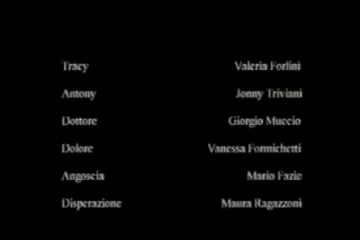 Tracy Valeria Forlini
Antony Jonny Triviani
Dottore Giorgio Muccio
Dolore Vanessa Formichetti
Angoscia Mario Fazio
Disperazione Maura Ragazzoni